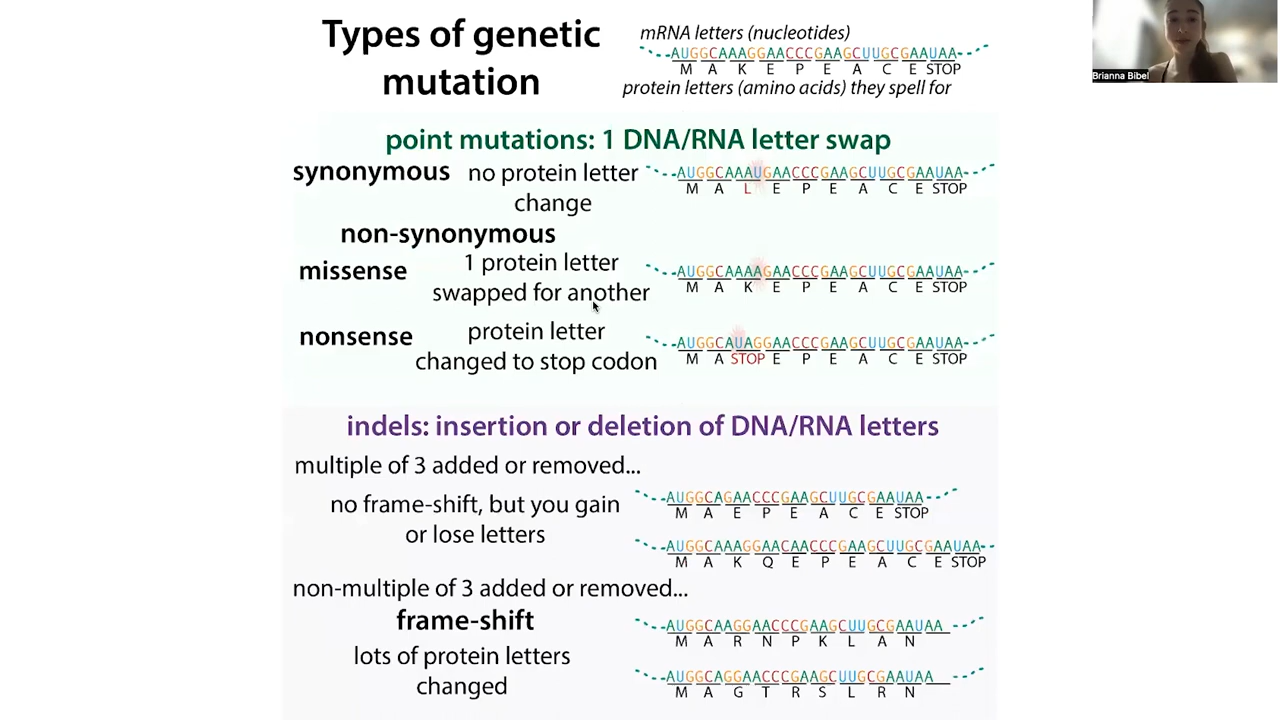 Types of genetic
mutation
mRNA letters (nucleotides)
AUGGCAAAGGAACCCGAAGCUUGCGAAUAA
M A K E P E A C E STOP
protein letters (amino acids) they spell for
Brianna Bibel
point mutations: 1 DNA/RNA letter swap
synonymous no protein letter
change
AUGGCAAAUGAACCCGAAGCUUGCGAAUAA
M A L E P E A C E STOP
non-synonymous
missense 1 protein letter
swapped for another
AUGGCAAAAGAACCCGAAGCUUGCGAAUAA
M A K E P E A C E STOP
nonsense protein letter
changed to stop codon
AUGGCAUAGGAACCCGAAGCUUGCGAAUAA
M A STOP E P E A C E STOP
indels: insertion or deletion of DNA/RNA letters
multiple of 3 added or removed...
no frame-shift, but you gain
or lose letters
AUGGCAGAACCCGAAGCUUGCGAAUAA
M A E P E A C E STOP
AUGGCAAAGGAACAACCCGAAGCUUGCGAAUAA
M A K Q E P E A C E STOP
non-multiple of 3 added or removed...
frame-shift
lots of protein letters
changed
AUGGCAAGGAACCCGAAGCUUGCGAAUAA
M A R N P K L A N
AUGGCAGGAACCCGAAGCUUGCGAAUAA
M A G T R S L R N